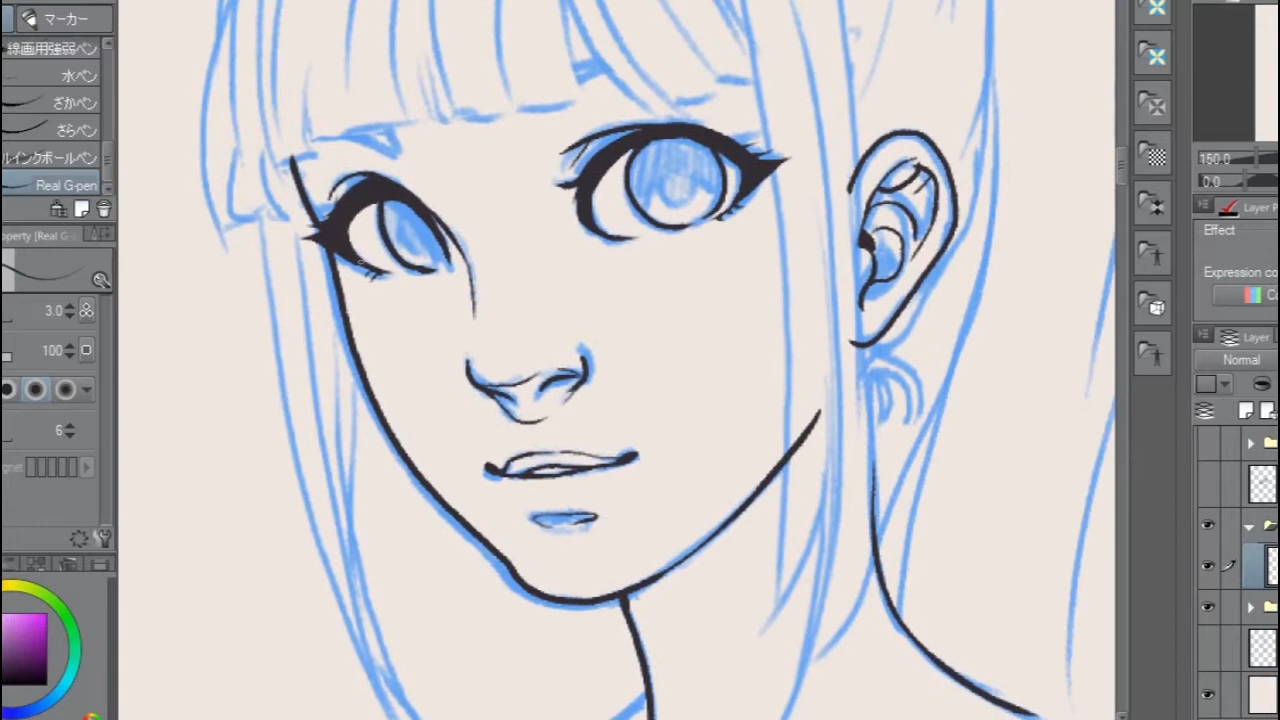 マーカー
線画用強弱ペン
水ペン
ざかペン
さらペン
ルインクボールペン
Real G-pen
roperty [Real G-
3.0
100
6
gnet
150.0
0.0
Layer P
Effect
Expression co
C
Layer
Normal